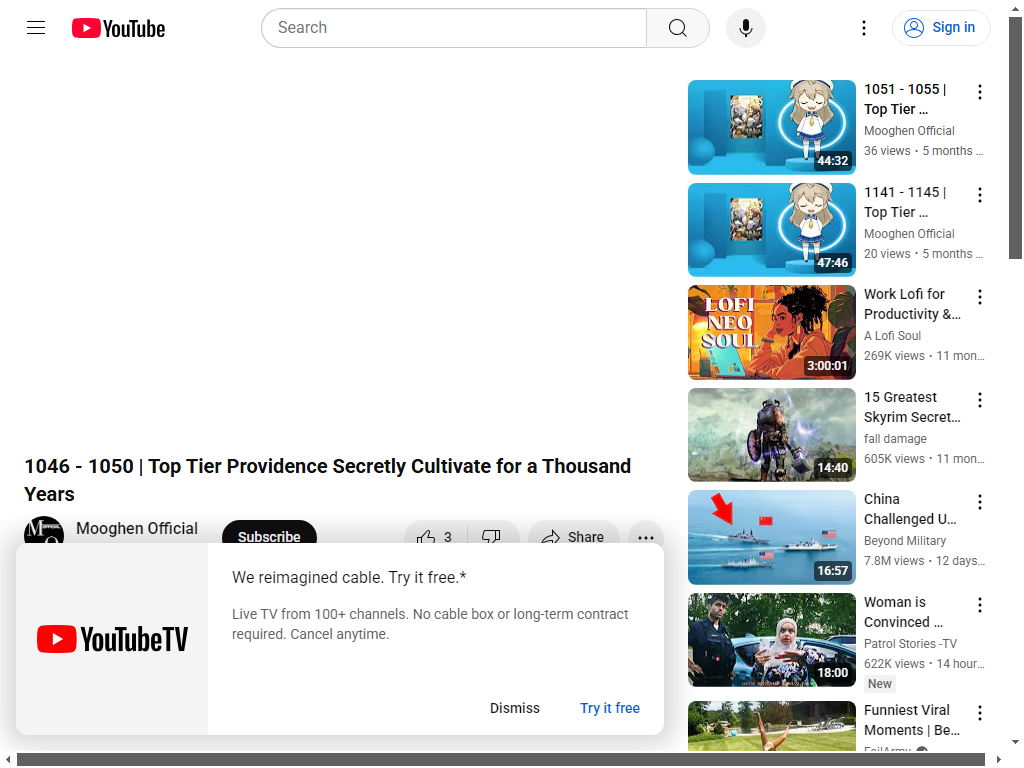 YouTube
Search
Sign in
1046 - 1050 | Top Tier Providence Secretly Cultivate for a Thousand
Years
Mooghen Official
Subscribe
3
Share
YouTubeTV
We reimagined cable. Try it free.*
Live TV from 100+ channels. No cable box or long-term contract
required. Cancel anytime.
Dismiss
Try it free
1051 - 1055 |
Top Tier …
Mooghen Official
36 views • 5 months …
44:32
1141 - 1145 |
Top Tier …
Mooghen Official
20 views • 5 months …
47:46
LOFI
NEO
SOUL
3:00:01
Work Lofi for
Productivity &…
A Lofi Soul
269K views • 11 mon…
14:40
15 Greatest
Skyrim Secret…
fall damage
605K views • 11 mon…
16:57
China
Challenged U…
Beyond Military
7.8M views • 12 days…
18:00
Woman is
Convinced …
Patrol Stories -TV
622K views • 14 hour…
New
Funniest Viral
Moments | Be…
FailArmy